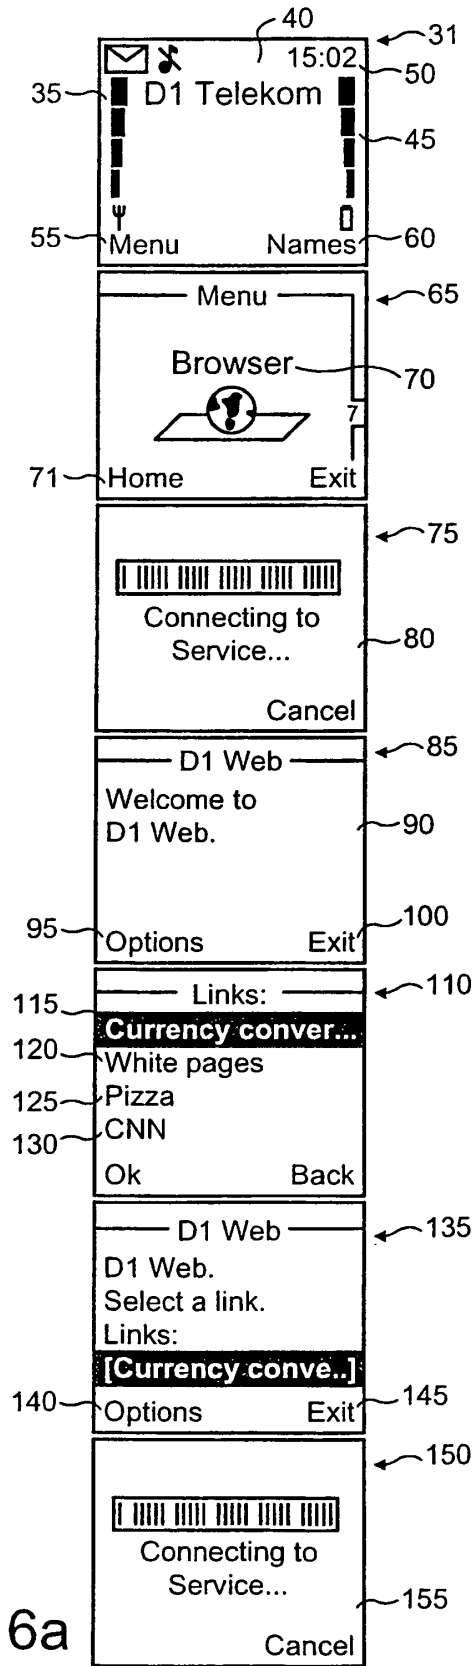 40
31
15:02
50
35
D1 Telekom
45
55
Menu
Names
60
Menu
65
Browser
70
7
71
Home
Exit
75
Connecting to
Service...
80
Cancel
85
D1 Web
Welcome to
D1 Web.
90
95
100
Options
Exit
Links:
110
115
Currency conver...
120
White pages
125
Pizza
130
CNN
Ok
Back
D1 Web
135
D1 Web.
Select a link.
Links:
[Currency conve..]
140
145
Options
Exit
150
Connecting to
Service...
155
6a
Cancel